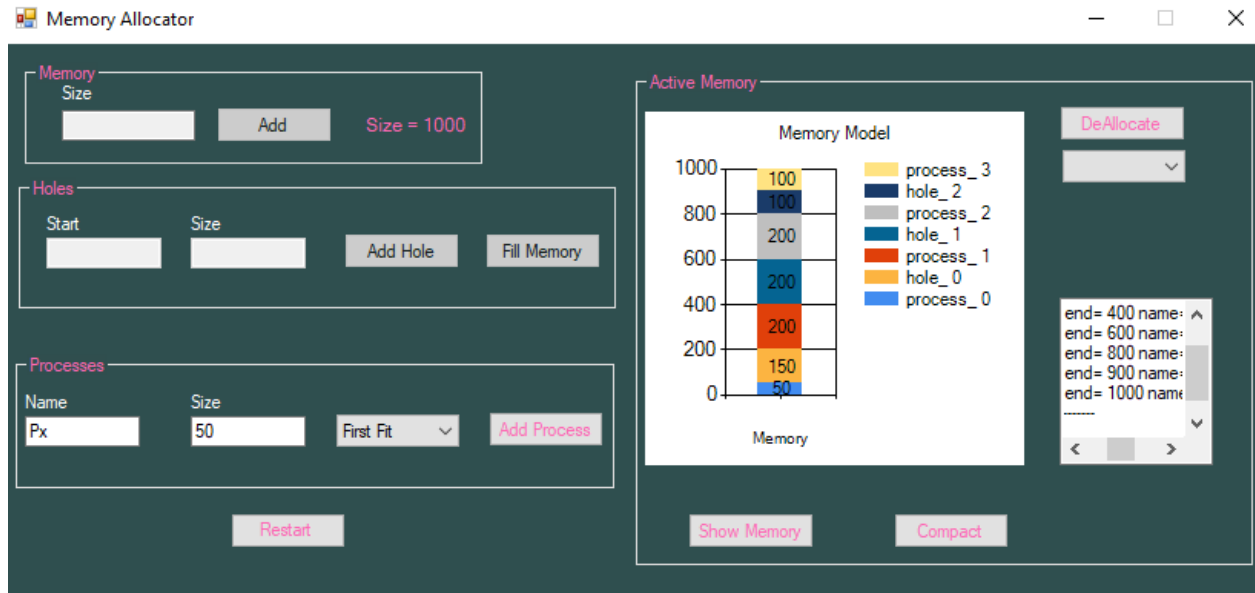 Memory Allocator
Memory
Size
Add
Size = 1000
Holes
Start
Size
Add Hole
Fill Memory
Processes
Name
Size
Px
50
First Fit
Add Process
Restart
Active Memory
Memory Model
1000
800
600
400
200
0
100
100
200
200
200
150
50
Memory
process_ 3
hole_ 2
process_ 2
hole_ 1
process_ 1
hole_ 0
process_ 0
DeAllocate
end= 400 name=
end= 600 name=
end= 800 name=
end= 900 name=
end= 1000 name
-------
Show Memory
Compact